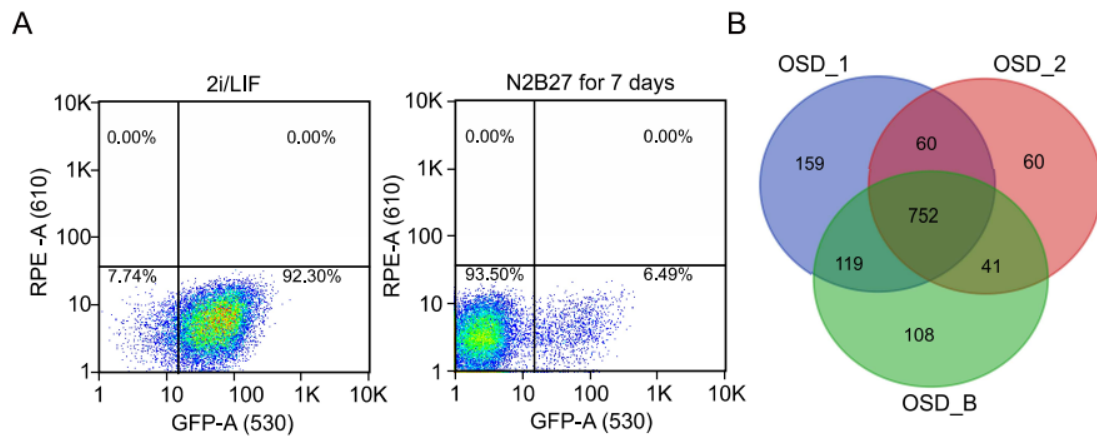 A
B
2i/LIF
N2B27 for 7 days
10K
1K
100
10
1
RPE -A (610)
0.00%
0.00%
7.74%
92.30%
1 10 100 1K 10K
GFP-A (530)
10K
1K
100
10
1
RPE-A (610)
0.00%
0.00%
93.50%
6.49%
1 10 100 1K 10K
GFP-A (530)
OSD_1
OSD_2
159
60
60
752
119
41
108
OSD_B